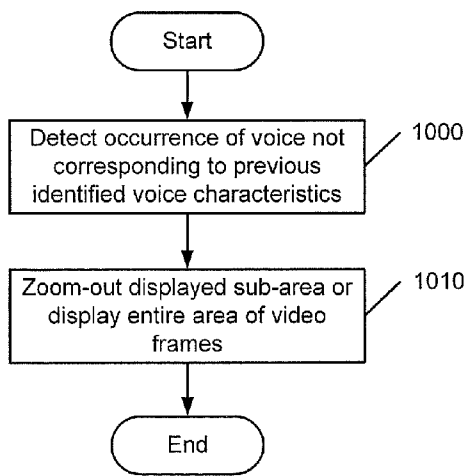 Start
Detect occurrence of voice not
corresponding to previous
identified voice characteristics
1000
Zoom-out displayed sub-area or
display entire area of video
frames
1010
End